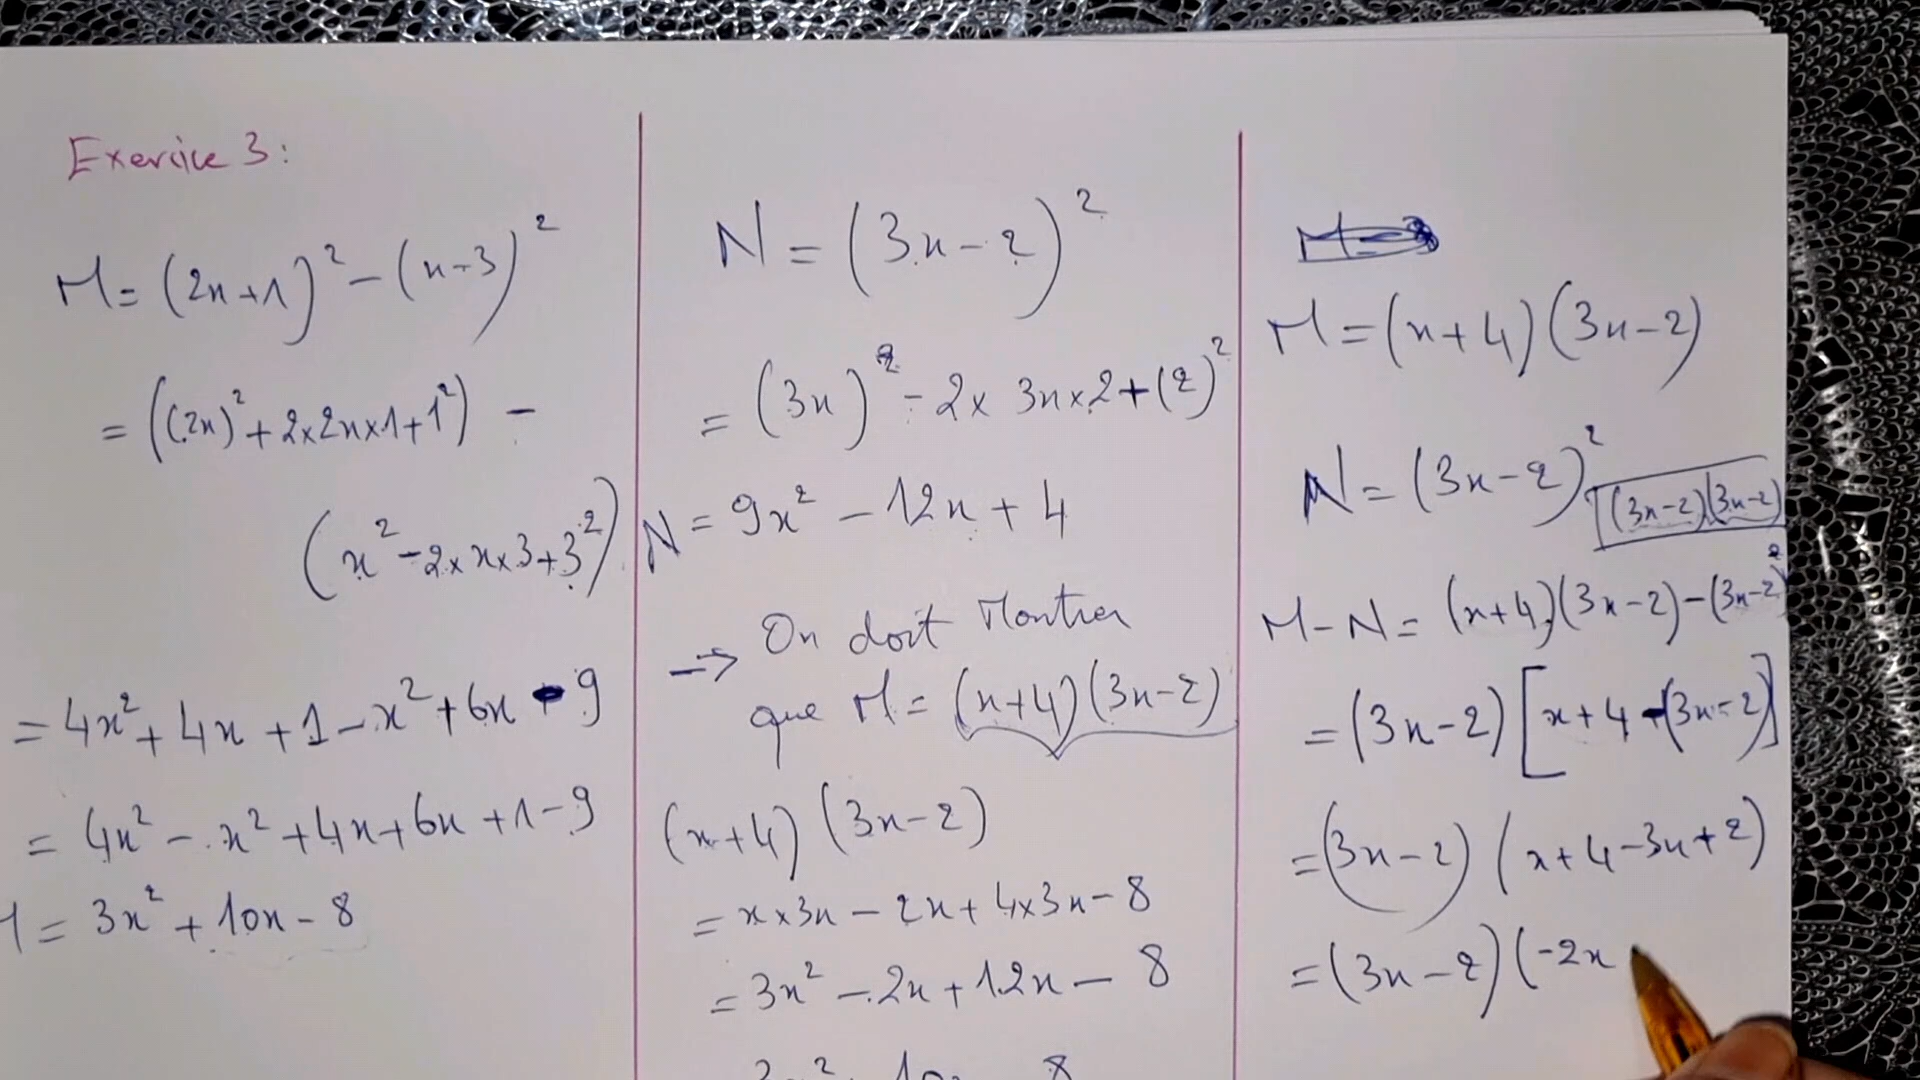 Exercice 3:
M = (2x+1)² - (x-3)²
= ((2x)² + 2×2x×1+1²) -
(x² - 2×x×3+3²)
= 4x² + 4x + 1 - x² + 6x - 9
= 4x² - x² + 4x + 6x + 1 - 9
M = 3x² + 10x - 8
N = (3x - 2)²
= (3x)² - 2× 3x×2 + (2)²
N = 9x² - 12x + 4
→ On doit Montrer
que M = (x+4)(3x-2)
(x+4) (3x-2)
= x×3x - 2x + 4×3x - 8
= 3x² - 2x + 12x - 8
M = (x+4)(3x-2)
N = (3x-2)²
(3x-2)(3x-2)
M - N = (x+4)(3x-2) - (3x-2)²
= (3x-2) [x+4 - (3x-2)]
= (3x-2) (x+4-3x+2)
= (3x-2) (-2x